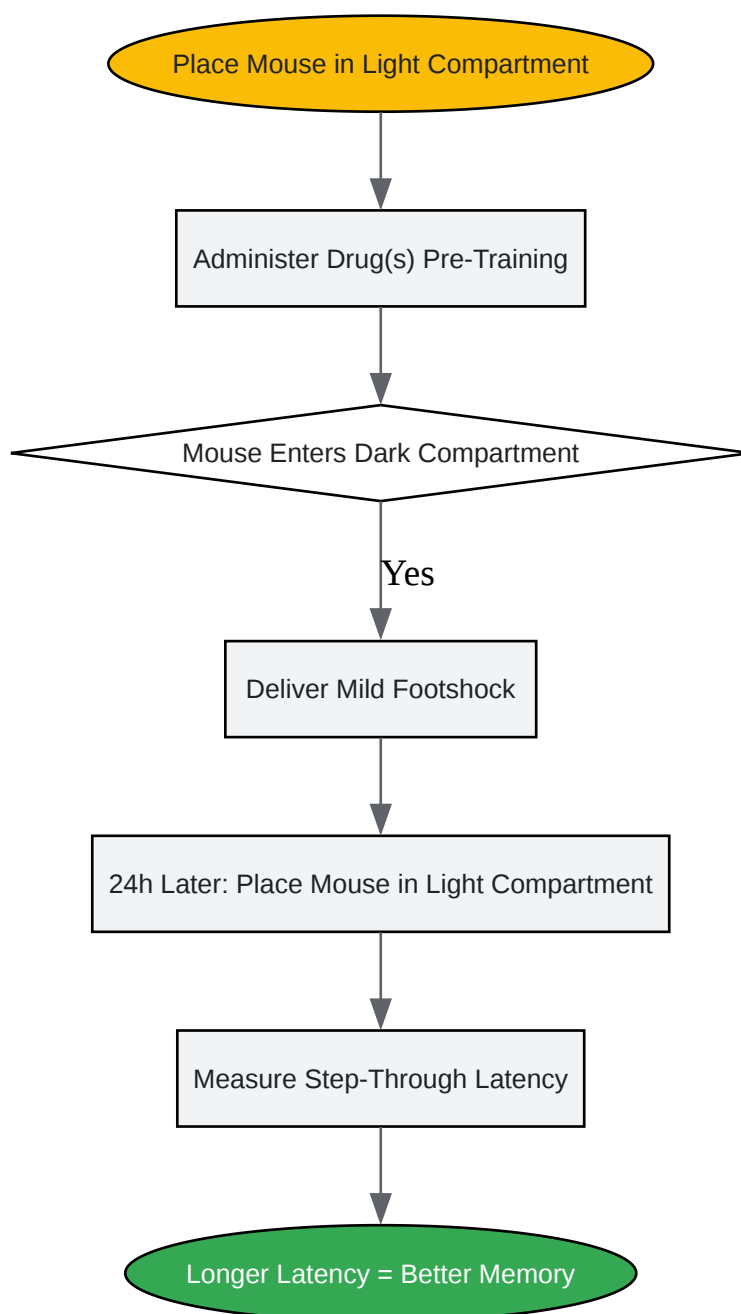 Place Mouse in Light Compartment
Administer Drug(s) Pre-Training
Mouse Enters Dark Compartment
Yes
Deliver Mild Footshock
24h Later: Place Mouse in Light Compartment
Measure Step-Through Latency
Longer Latency = Better Memory